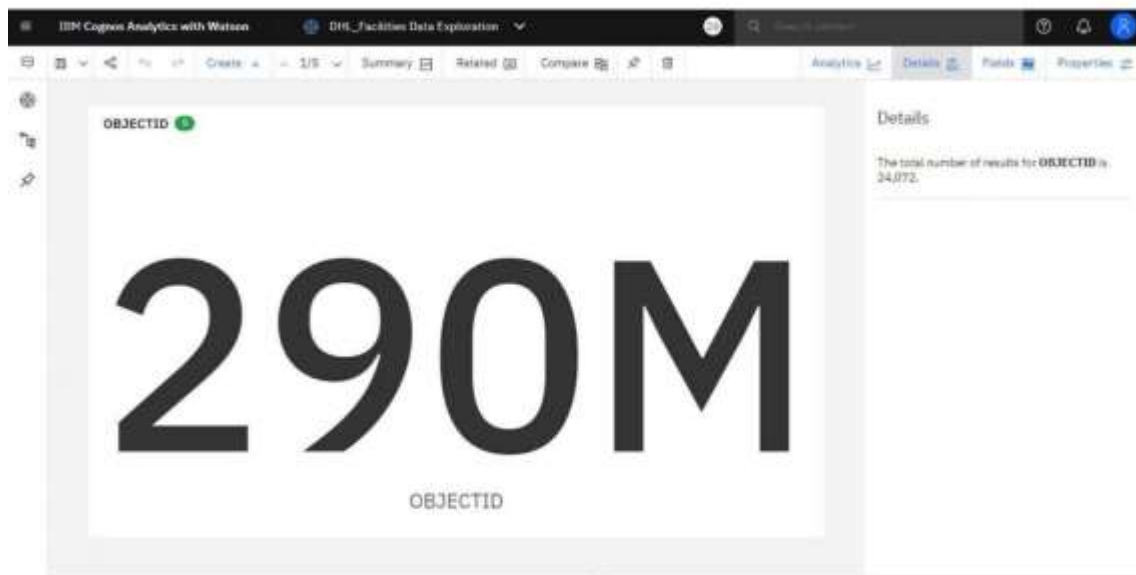 IBM Cognos Analytics with Watson
DHL_Facilities Data Exploration
Create
1/5
Summary
Related
Compare
Analytics
Details
Fields
Properties
OBJECTID
290M
OBJECTID
Details
The total number of results for OBJECTID is
24,072.